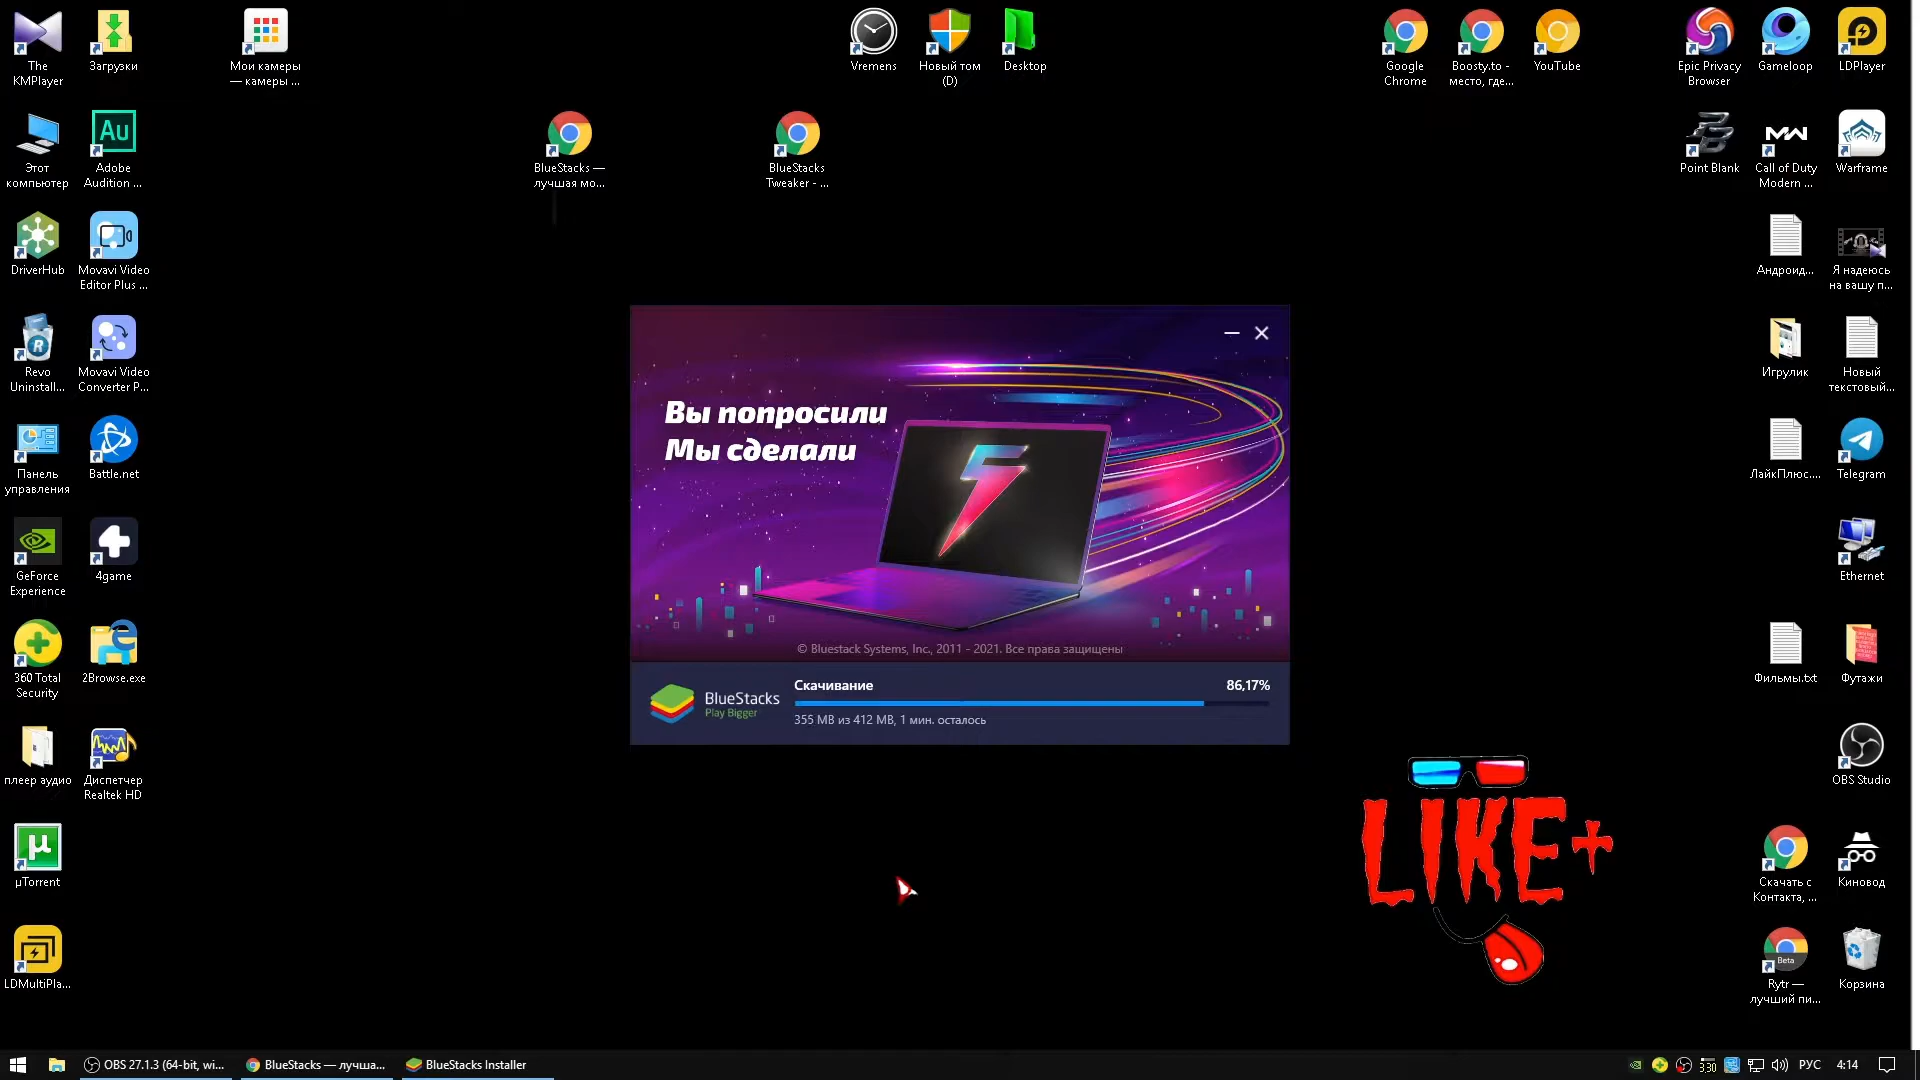 The
KMPlayer
Загрузки
Мои камеры
— камеры ...
Vremens
Новый том
(D)
Desktop
Google
Chrome
Boosty.to -
место, где...
YouTube
Epic Privacy
Browser
Gameloop
LDPlayer
Этот
компьютер
Au
Adobe
Audition ...
BlueStacks —
лучшая мо...
BlueStacks
Tweaker - ...
Point Blank
Call of Duty
Modern ...
Warframe
DriverHub
Movavi Video
Editor Plus ...
Андроид...
Я надеюсь
на вашу п...
Revo
Uninstall...
Movavi Video
Converter P...
Игрулик
Новый
текстовый...
Панель
управления
Battle.net
ЛайкПлюс....
Telegram
GeForce
Experience
4game
Ethernet
360 Total
Security
2Browse.exe
Фильмы.txt
Футажи
плеер аудио
Диспетчер
Realtek HD
OBS Studio
µTorrent
Скачать с
Контакта, ...
Киновод
LDMultiPla...
Beta
Rytr —
лучший пи...
Корзина
Вы попросили
Мы сделали
© Bluestack Systems, Inc., 2011 - 2021. Все права защищены
BlueStacks
Play Bigger
Скачивание
86,17%
355 MB из 412 MB, 1 мин. осталось
LIKE+
OBS 27.1.3 (64-bit, wi...
BlueStacks — лучша...
BlueStacks Installer
3,30
РУС
4:14